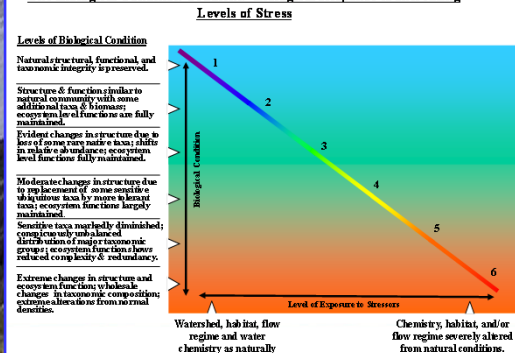 Levels of Stress
Levels of Biological Condition
Natural structural, functional, and
taxonomic integrity is preserved.
Structure & function similar to
natural community with some
additional taxa & biomass;
ecosystem level functions are fully
maintained.
Evident changes in structure due to
loss of some rare native taxa; shifts
in relative abundance; ecosystem
level functions fully maintained.
Moderate changes in structure due
to replacement of some sensitive
ubiquitous taxa by more tolerant
taxa; ecosystem functions largely
maintained.
Sensitive taxa markedly diminished;
conspicuously unbalanced
distribution of major taxonomic
groups; ecosystem function shows
reduced complexity & redundancy.
Extreme changes in structure and
ecosystem function; wholesale
changes in taxonomic composition;
extreme alterations from normal
densities.
1
2
3
4
5
6
Biological Condition
Level of Exposure to Stressors
Watershed, habitat, flow
regime and water
chemistry as naturally
Chemistry, habitat, and/or
flow regime severely altered
from natural conditions.